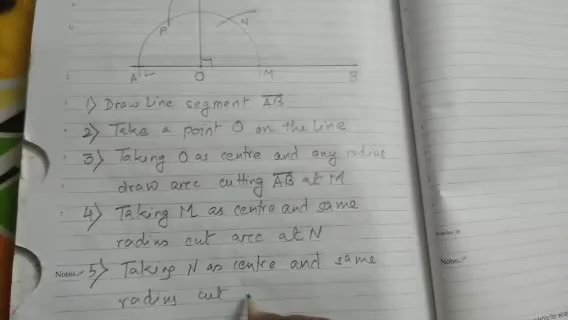 P
N
A
O
M
B
1) Draw line segment AB
2) Take a point O on the line
3) Taking O as centre and any radius
draw arc cutting AB at M
4) Taking M as centre and same
radius cut arc at N
Notes
5) Taking N as centre and same
radius cut
Notes